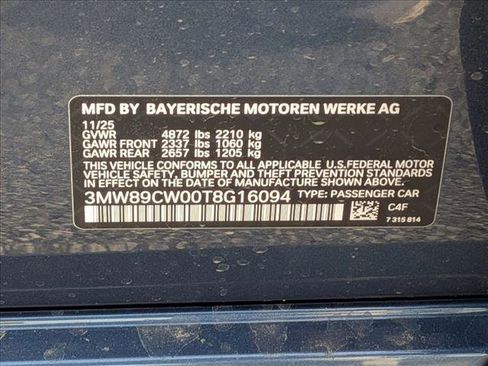 MFD BY BAYERISCHE MOTOREN WERKE AG
11/25
GVWR 4872 lbs 2210 kg
GAWR FRONT 2337 lbs 1060 kg
GAWR REAR 2657 lbs 1205 kg
THIS VEHICLE CONFORMS TO ALL APPLICABLE U.S.FEDERAL MOTOR
VEHICLE SAFETY, BUMPER AND THEFT PREVENTION STANDARDS
IN EFFECT ON THE DATE OF MANUFACTURE SHOWN ABOVE.
3MW89CW00T8G16094 TYPE: PASSENGER CAR
C4F
7 315 814